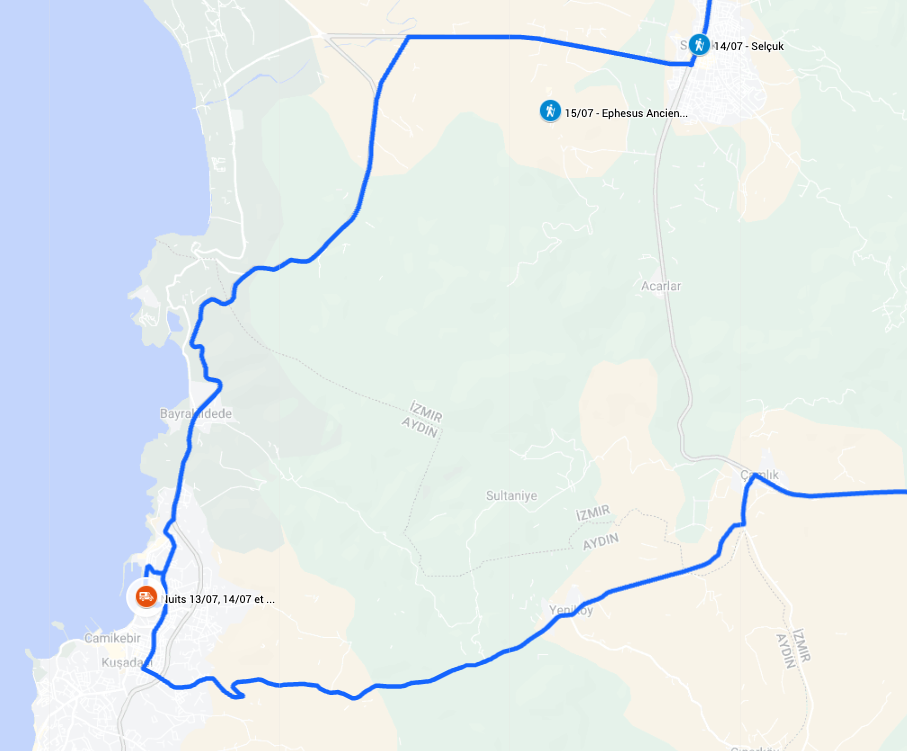 14/07 - Selçuk
15/07 - Ephesus Ancien...
Acarlar
İZMIR
AYDIN
Çamlık
Sultaniye
İZMIR
AYDIN
Nuits 13/07, 14/07 et ...
Yeniköy
Camikebir
Kuşadası
İZMIR
AYDIN